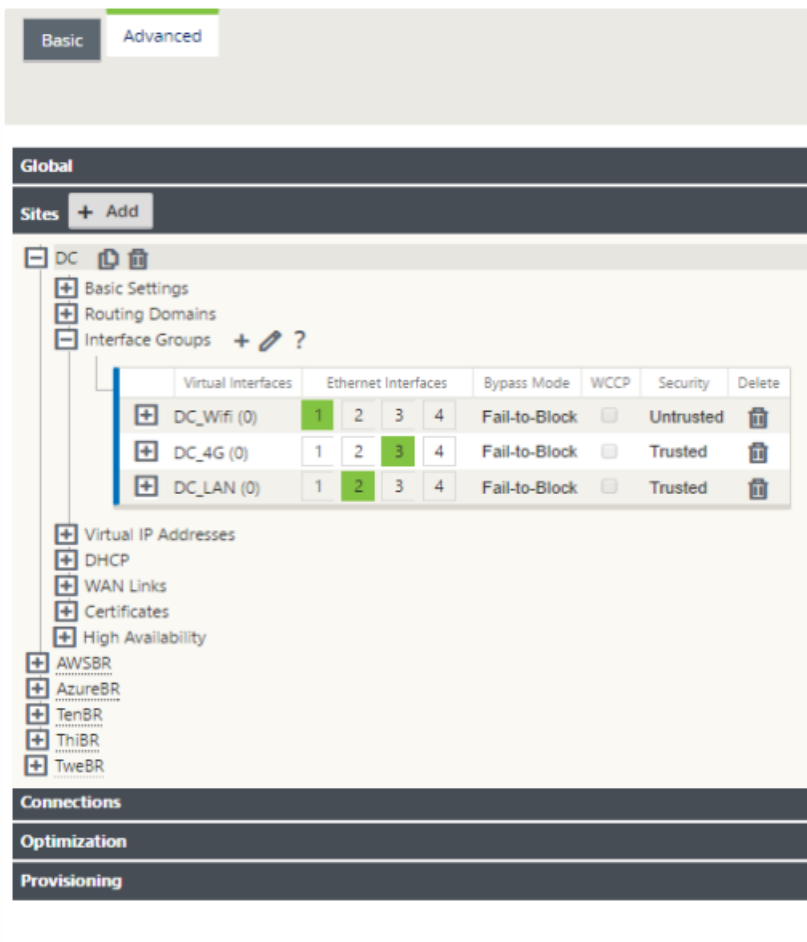 Basic Advanced
Global
Sites + Add
DC
Basic Settings
Routing Domains
Interface Groups + ?
Virtual Interfaces Ethernet Interfaces Bypass Mode WCCP Security Delete
DC_Wifi (0) 1 2 3 4 Fail-to-Block Untrusted
DC_4G (0) 1 2 3 4 Fail-to-Block Trusted
DC_LAN (0) 1 2 3 4 Fail-to-Block Trusted
Virtual IP Addresses
DHCP
WAN Links
Certificates
High Availability
AWSBR
AzureBR
TenBR
ThiBR
TweBR
Connections
Optimization
Provisioning